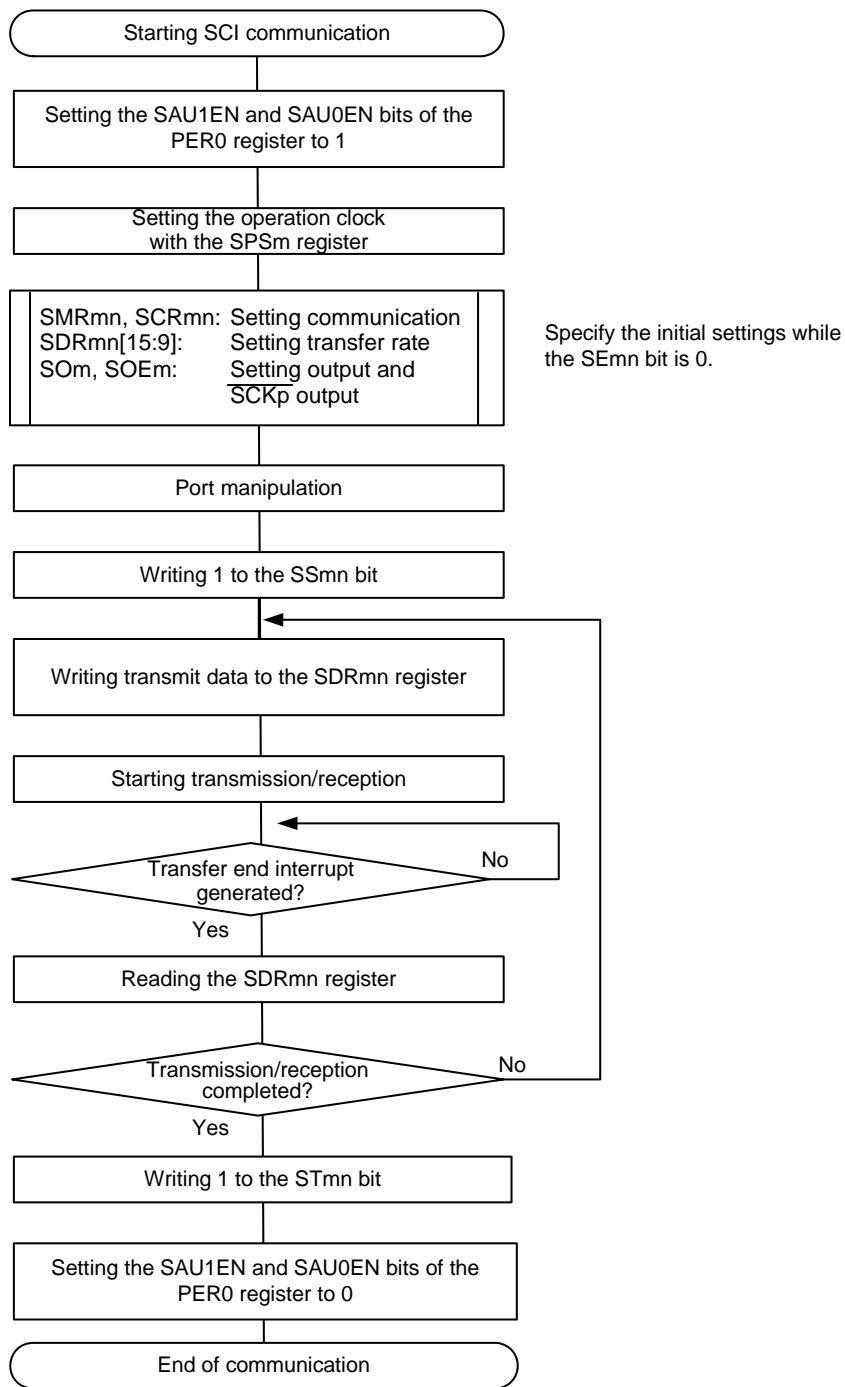 Starting SCI communication
Setting the SAU1EN and SAU0EN bits of the
PER0 register to 1
Setting the operation clock
with the SPSm register
SMRmn, SCRmn: Setting communication
SDRmn[15:9]: Setting transfer rate
SOm, SOEm: Setting output and
SCKp output
Specify the initial settings while
the SEmn bit is 0.
Port manipulation
Writing 1 to the SSmn bit
Writing transmit data to the SDRmn register
Starting transmission/reception
Transfer end interrupt
generated?
No
Yes
Reading the SDRmn register
Transmission/reception
completed?
No
Yes
Writing 1 to the STmn bit
Setting the SAU1EN and SAU0EN bits of the
PER0 register to 0
End of communication